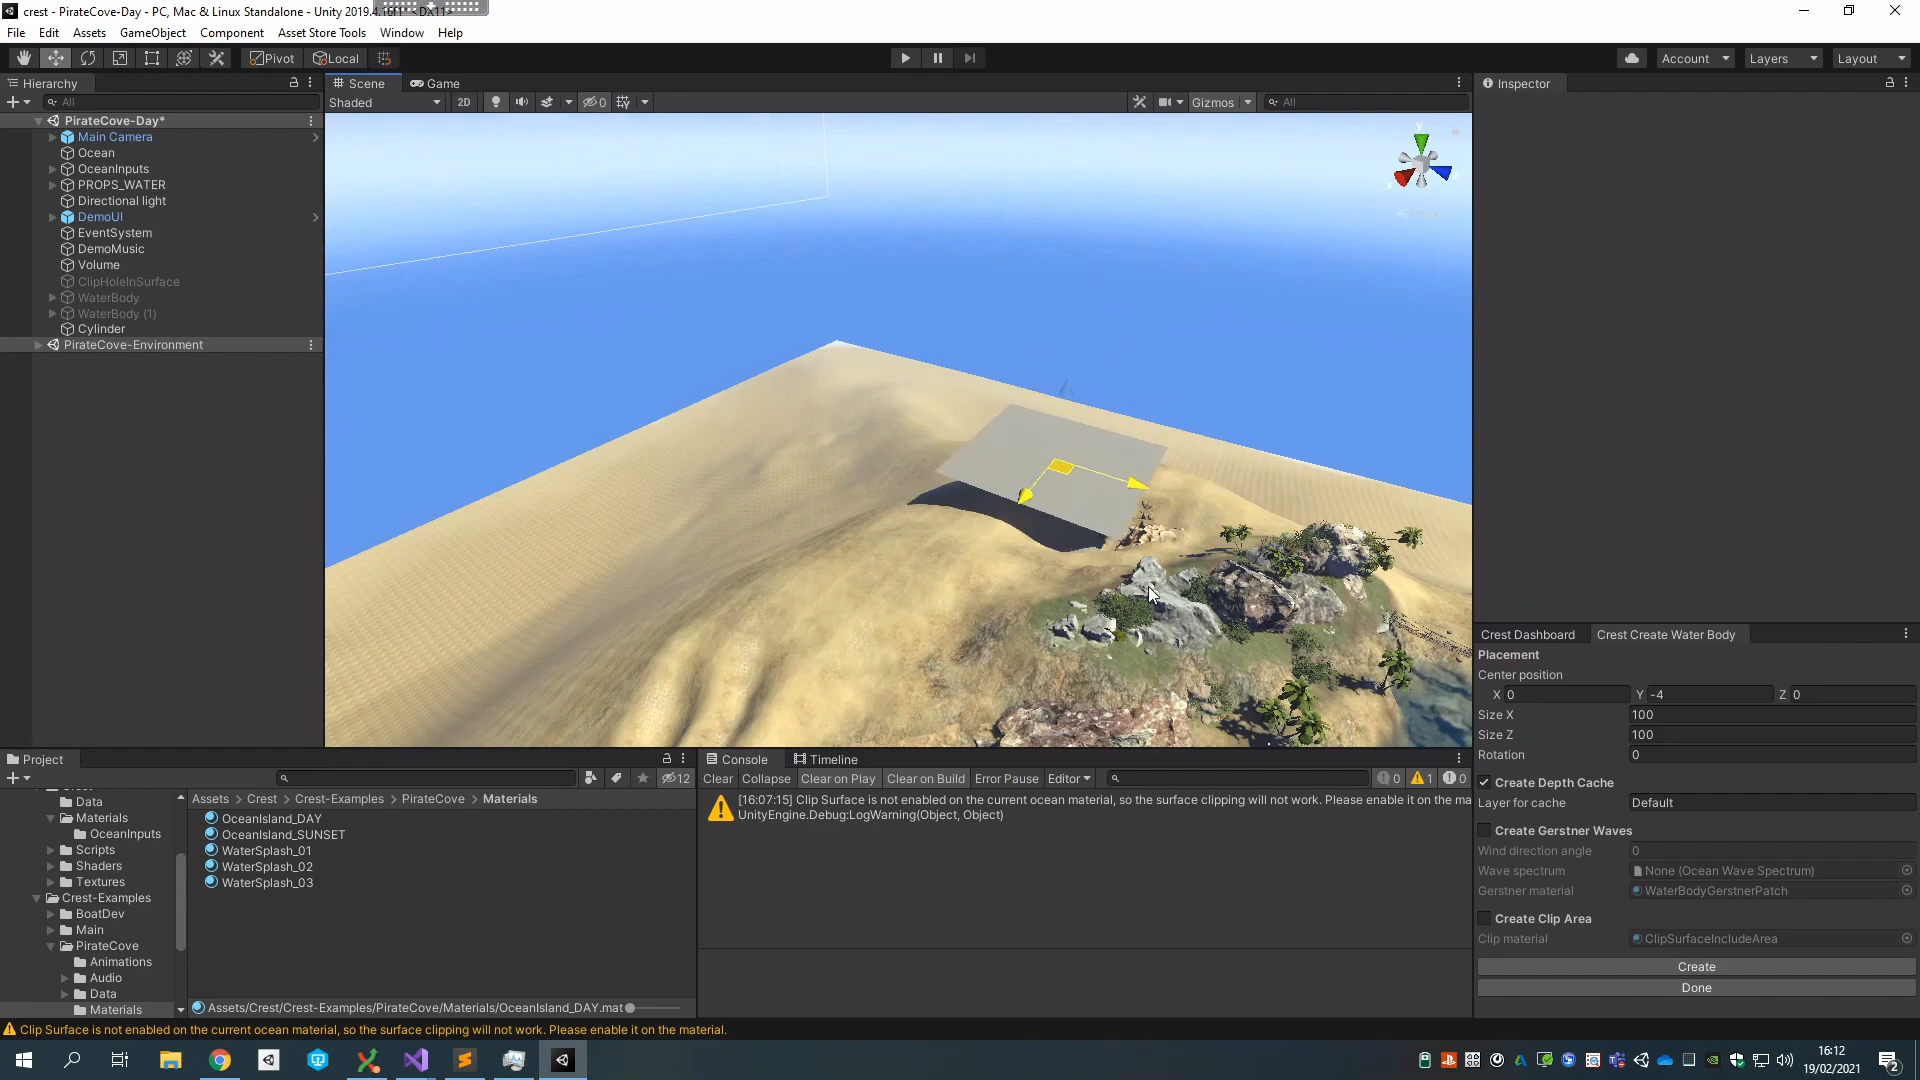 crest - PirateCove-Day - PC, Mac & Linux Standalone - Unity 2019.4.16f1* <DX11>
File Edit Assets GameObject Component Asset Store Tools Window Help
Pivot Local Account Layers Layout
Hierarchy
All
PirateCove-Day*
Main Camera
Ocean
OceanInputs
PROPS_WATER
Directional light
DemoUI
EventSystem
DemoMusic
Volume
ClipHoleInSurface
WaterBody
WaterBody (1)
Cylinder
PirateCove-Environment
Scene Game
Shaded 2D 0 Gizmos All
y
x
Inspector
Crest Dashboard Crest Create Water Body
Placement
Center position
X 0 Y -4 Z 0
Size X 100
Size Z 100
Rotation 0
Create Depth Cache
Layer for cache Default
Create Gerstner Waves
Wind direction angle 0
Wave spectrum None (Ocean Wave Spectrum)
Gerstner material WaterBodyGerstnerPatch
Create Clip Area
Clip material ClipSurfaceIncludeArea
Create
Done
Project
12
Data
Materials
OceanInputs
Scripts
Shaders
Textures
Crest-Examples
BoatDev
Main
PirateCove
Animations
Audio
Data
Materials
Assets > Crest > Crest-Examples > PirateCove > Materials
OceanIsland_DAY
OceanIsland_SUNSET
WaterSplash_01
WaterSplash_02
WaterSplash_03
Assets/Crest/Crest-Examples/PirateCove/Materials/OceanIsland_DAY.mat
Console Timeline
Clear Collapse Clear on Play Clear on Build Error Pause Editor 0 1 0
[16:07:15] Clip Surface is not enabled on the current ocean material, so the surface clipping will not work. Please enable it on the ma
UnityEngine.Debug:LogWarning(Object, Object)
Clip Surface is not enabled on the current ocean material, so the surface clipping will not work. Please enable it on the material.
16:12
19/02/2021
2